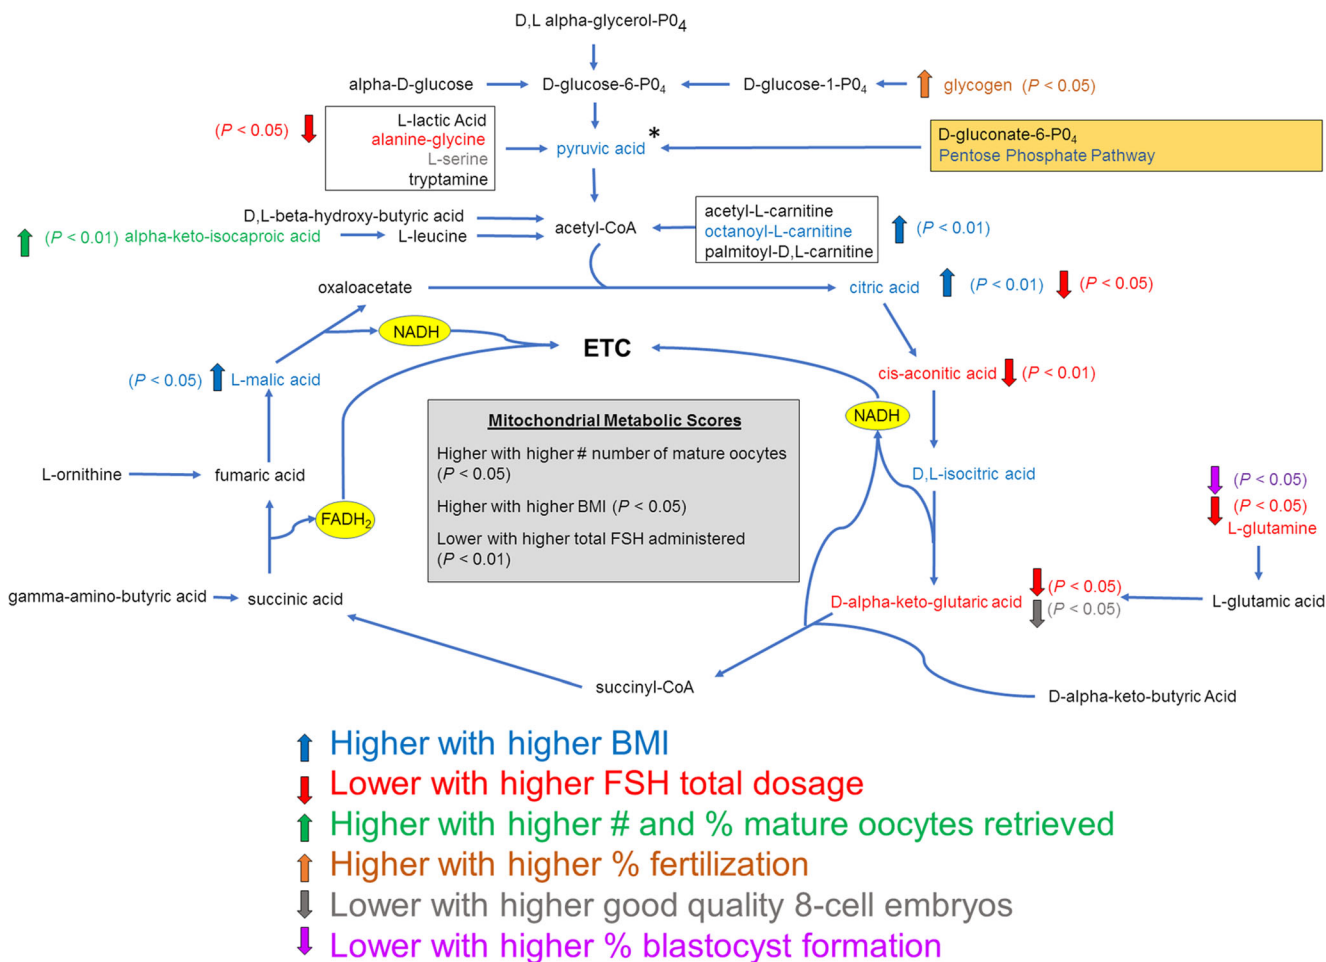 D,L alpha-glycerol-P0₄
alpha-D-glucose
D-glucose-6-P0₄
D-glucose-1-P0₄
glycogen (P < 0.05)
(P < 0.05)
L-lactic Acid
alanine-glycine
L-serine
tryptamine
pyruvic acid *
D-gluconate-6-P0₄
Pentose Phosphate Pathway
D,L-beta-hydroxy-butyric acid
(P < 0.01) alpha-keto-isocaproic acid
L-leucine
acetyl-CoA
acetyl-L-carnitine
octanoyl-L-carnitine
palmitoyl-D,L-carnitine
(P < 0.01)
oxaloacetate
citric acid
(P < 0.01)
(P < 0.05)
NADH
ETC
(P < 0.05)
L-malic acid
cis-aconitic acid
(P < 0.01)
NADH
Mitochondrial Metabolic Scores
Higher with higher # number of mature oocytes
(P < 0.05)
Higher with higher BMI (P < 0.05)
Lower with higher total FSH administered
(P < 0.01)
L-ornithine
fumaric acid
D,L-isocitric acid
(P < 0.05)
(P < 0.05)
L-glutamine
FADH₂
gamma-amino-butyric acid
succinic acid
D-alpha-keto-glutaric acid
(P < 0.05)
(P < 0.05)
L-glutamic acid
succinyl-CoA
D-alpha-keto-butyric Acid
Higher with higher BMI
Lower with higher FSH total dosage
Higher with higher # and % mature oocytes retrieved
Higher with higher % fertilization
Lower with higher good quality 8-cell embryos
Lower with higher % blastocyst formation